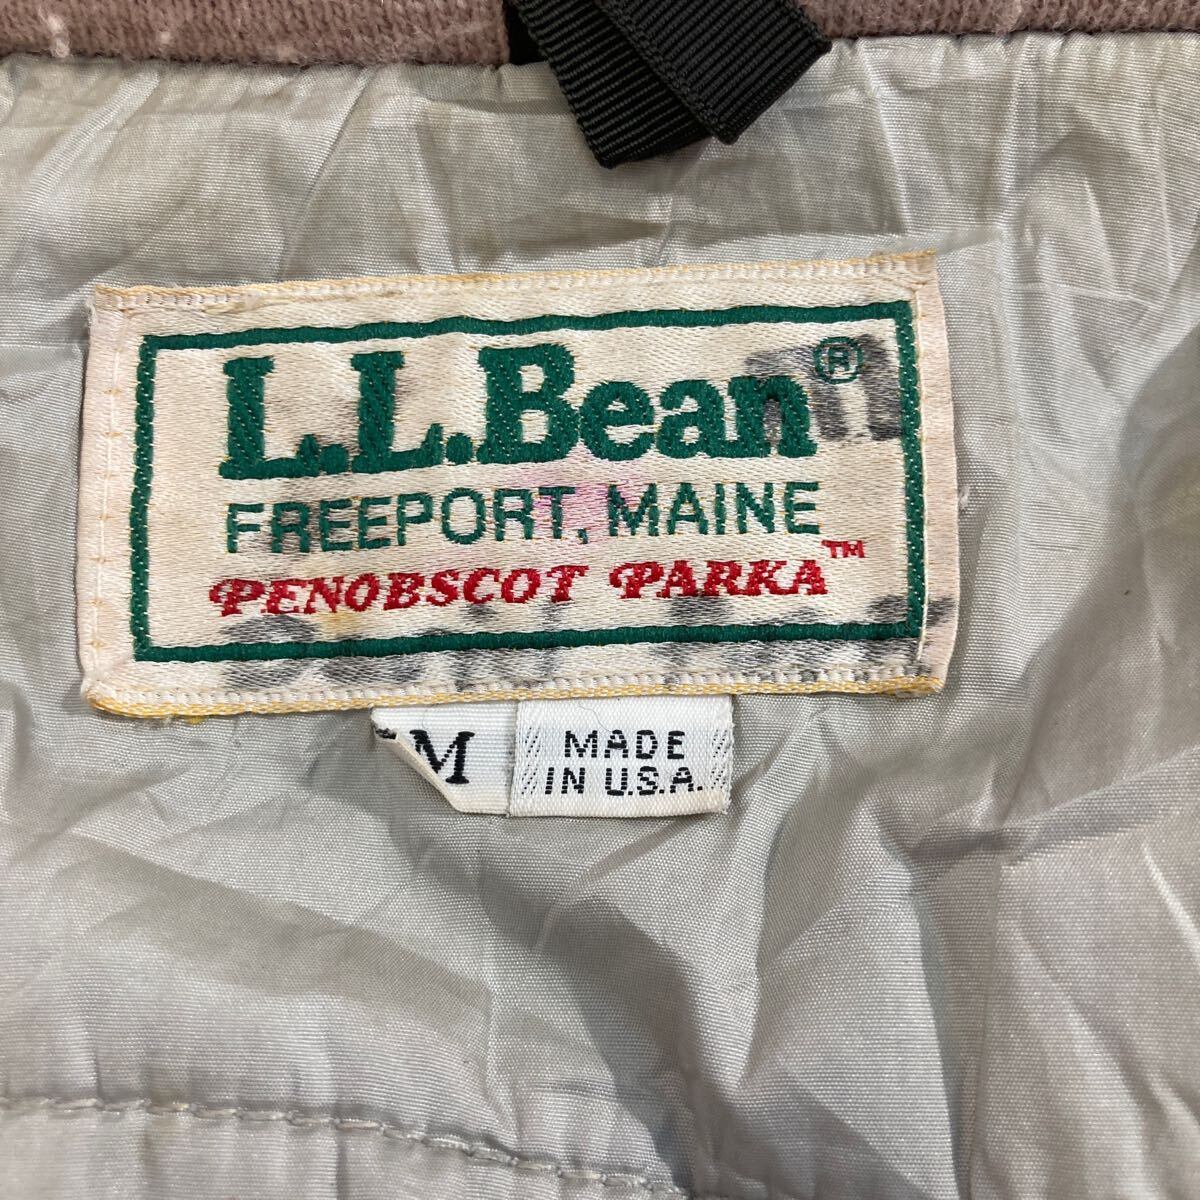 L.L.Bean®
FREEPORT, MAINE
PENOBSCOT PARKA™
M
MADE
IN U.S.A.